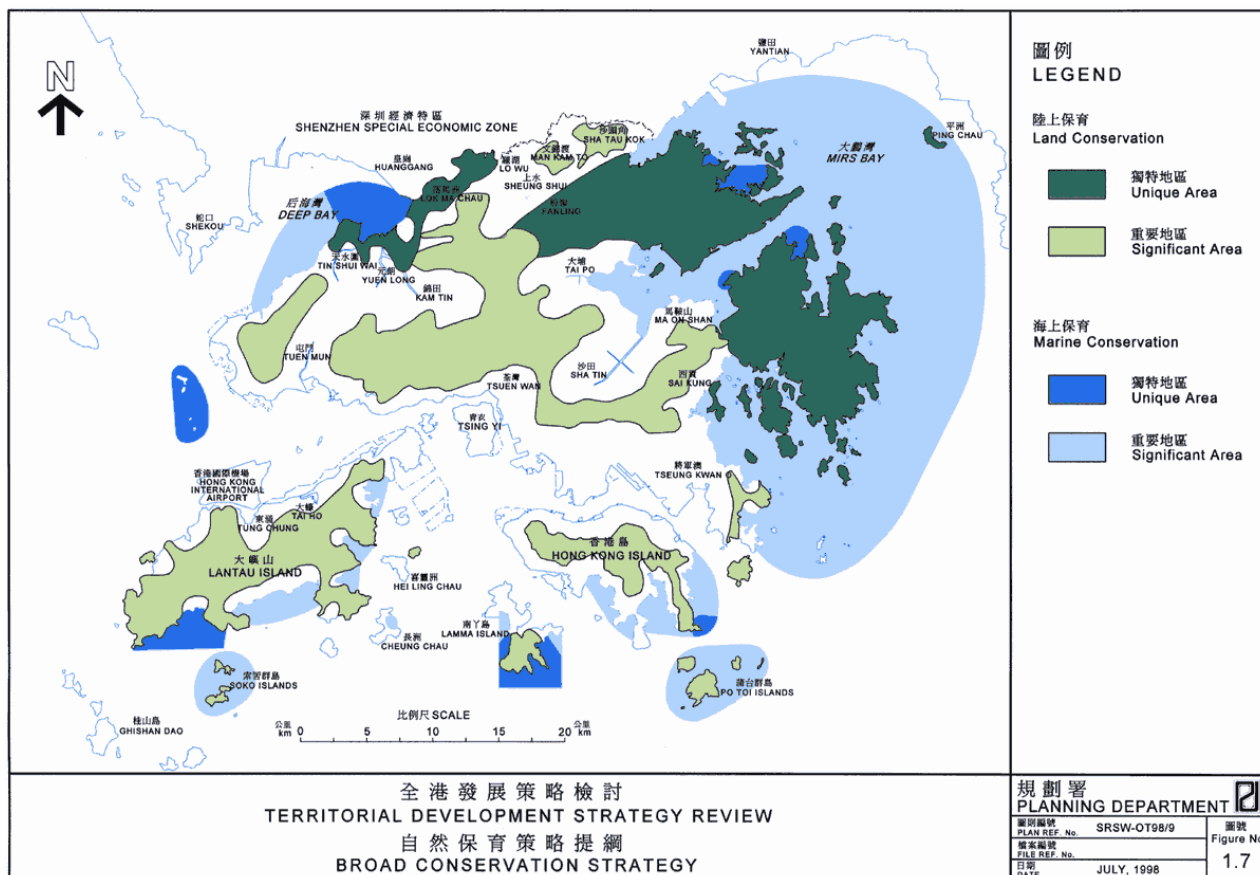 N
鹽田
YANTIAN
深圳經濟特區
SHENZHEN SPECIAL ECONOMIC ZONE
沙頭角
SHA TAU KOK
文錦渡
MAN KAM TO
平洲
PING CHAU
大鵬灣
MIRS BAY
皇崗
HUANGGANG
羅湖
LO WU
上水
SHEUNG SHUI
落馬洲
LOK MA CHAU
粉嶺
FANLING
后海灣
DEEP BAY
蛇口
SHEKOU
天水圍
TIN SHUI WAI
元朗
YUEN LONG
錦田
KAM TIN
大埔
TAI PO
馬鞍山
MA ON SHAN
屯門
TUEN MUN
荃灣
TSUEN WAN
沙田
SHA TIN
西貢
SAI KUNG
青衣
TSING YI
將軍澳
TSEUNG KWAN O
香港國際機場
HONG KONG
INTERNATIONAL
AIRPORT
東涌
TUNG CHUNG
大蠔
TAI HO
大嶼山
LANTAU ISLAND
香港島
HONG KONG ISLAND
喜靈洲
HEI LING CHAU
長洲
CHEUNG CHAU
南丫島
LAMMA ISLAND
索罟群島
SOKO ISLANDS
蒲台群島
PO TOI ISLANDS
桂山島
GHISHAN DAO
比例尺 SCALE
公里
km
0 5 10 15 20
公里
km
圖例
LEGEND
陸上保育
Land Conservation
獨特地區
Unique Area
重要地區
Significant Area
海上保育
Marine Conservation
獨特地區
Unique Area
重要地區
Significant Area
全港發展策略檢討
TERRITORIAL DEVELOPMENT STRATEGY REVIEW
自然保育策略提綱
BROAD CONSERVATION STRATEGY
規劃署
PLANNING DEPARTMENT
圖則編號
PLAN REF. No. SRSW-OT98/9
檔案編號
FILE REF. No.
日期
DATE JULY, 1998
圖號
Figure No
1.7